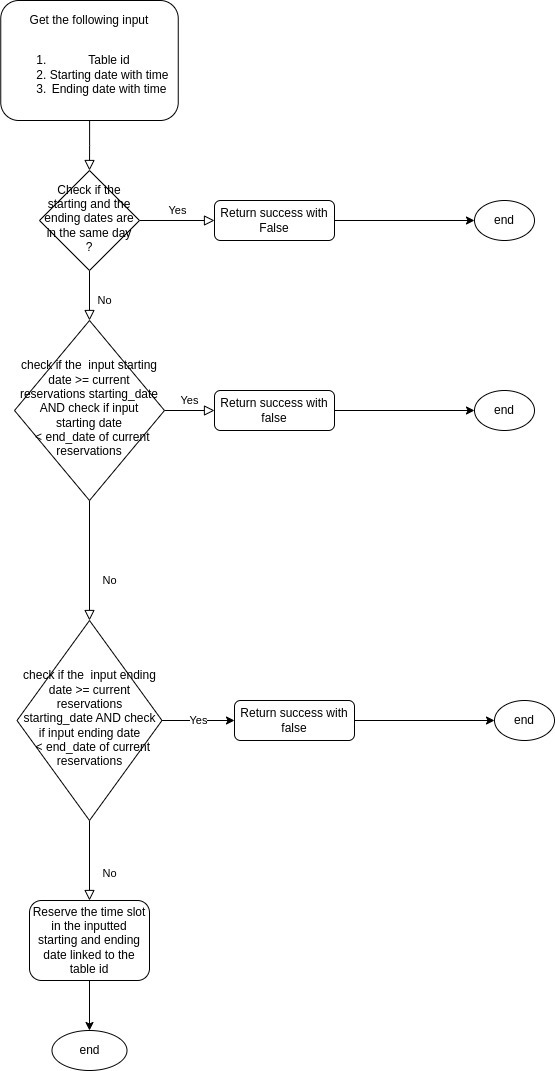 Get the following input
1. Table id
2. Starting date with time
3. Ending date with time
Check if the
starting and the
ending dates are
in the same day
?
Yes
Return success with
False
end
No
check if the  input starting
date >= current
reservations starting_date
AND check if input
starting date
< end_date of current
reservations
Yes
Return success with
false
end
No
check if the  input ending
date >= current
reservations
starting_date AND check
if input ending date
< end_date of current
reservations
Yes
Return success with
false
end
No
Reserve the time slot
in the inputted
starting and ending
date linked to the
table id
end